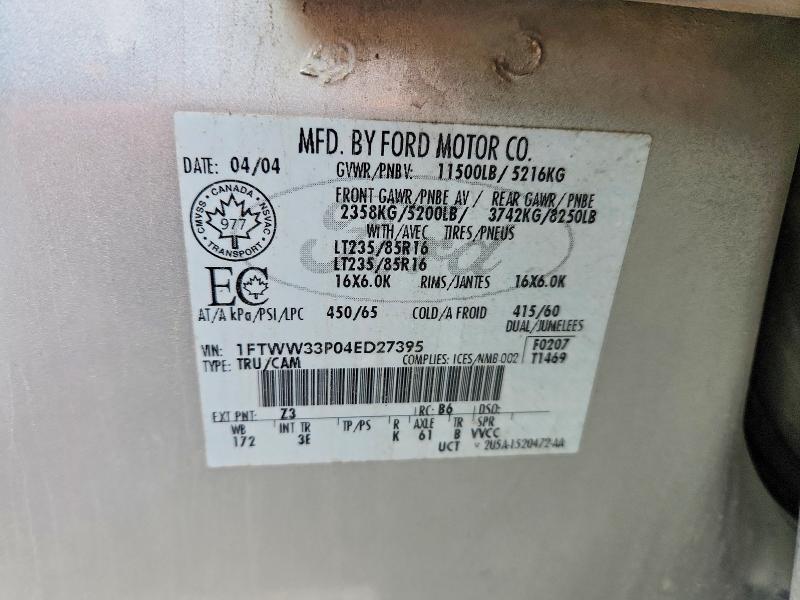 MFD. BY FORD MOTOR CO.
DATE: 04/04 GVWR/PNBV: 11500LB/ 5216KG
FRONT GAWR/PNBE AV/ REAR GAWR/PNBE
2358KG/5200LB/ 3742KG/8250LB
WITH/AVEC TIRES/PNEUS
LT235/85R16
LT235/85R16
16X6.0K RIMS/JANTES 16X6.0K
CMVSS · CANADA · NSVAC · TRANSPORT ·
977
Ford
EC
AT/A kPa/PSI/LPC 450/65 COLD/A FROID 415/60
DUAL/JUMELEES
VIN: 1FTWW33P04ED27395 F0207
TYPE: TRU/CAM COMPLIES: ICES/NMB-002 T1469
EXT PNT: Z3 RC: B6 DSO:
WB INT TR TP/PS R AXLE TR SPR
172 3E K 61 B VVCC
UCT 2U5A-1520472-AA